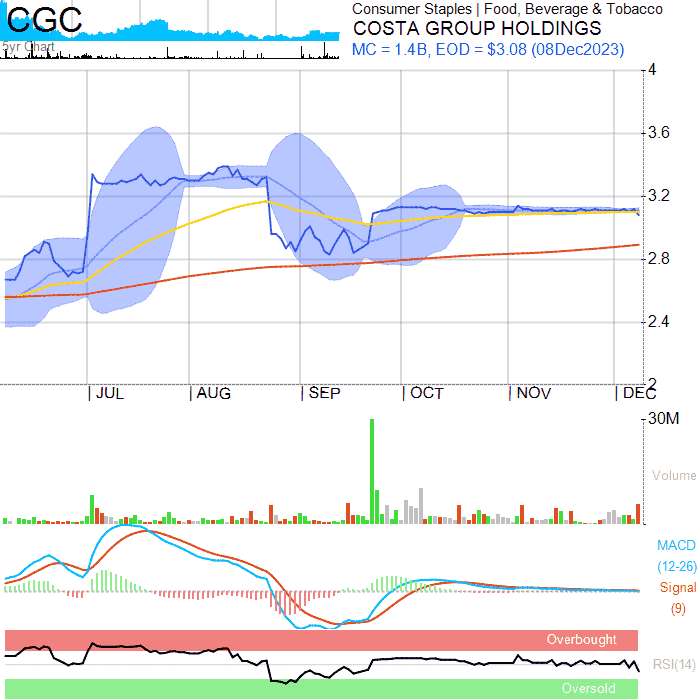 CGC
5yr Chart
Consumer Staples | Food, Beverage & Tobacco
COSTA GROUP HOLDINGS
MC = 1.4B, EOD = $3.08 (08Dec2023)
4
3.6
3.2
2.8
2.4
2
JUL AUG SEP OCT NOV DEC
30M
Volume
MACD
(12-26)
Signal
(9)
Overbought
RSI(14)
Oversold